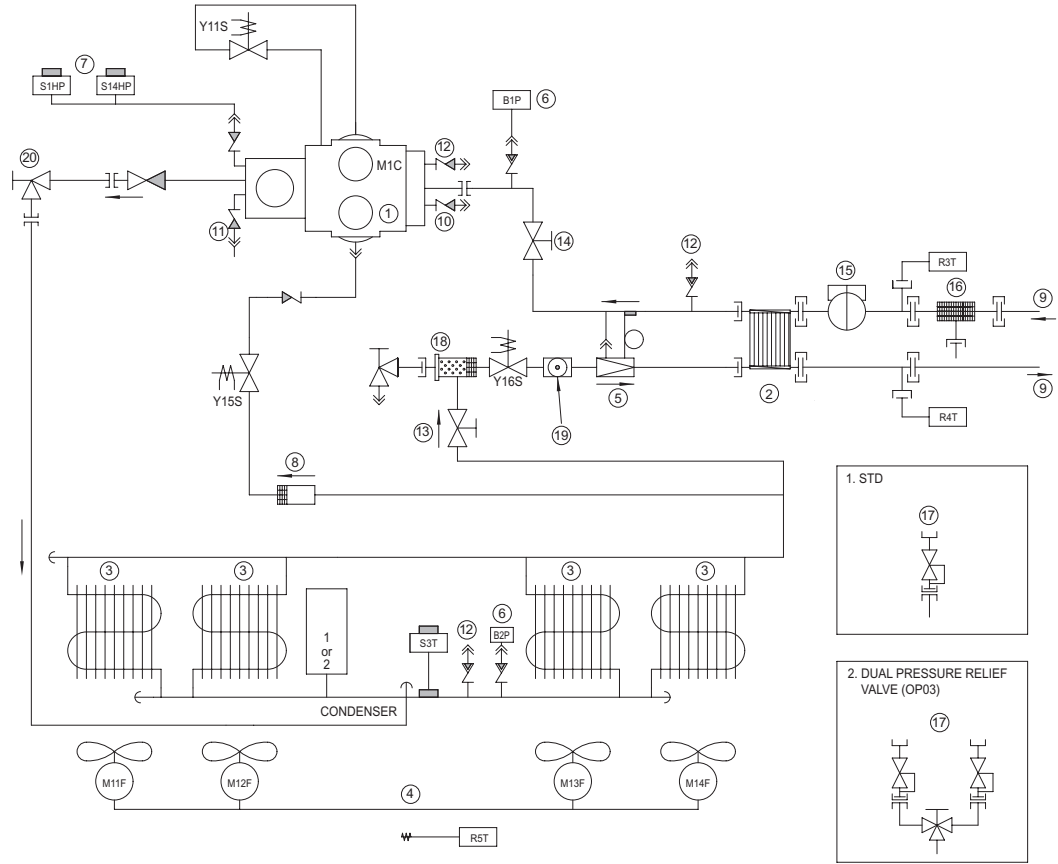 Y11S
7
S1HP
S14HP
B1P
6
20
12
M1C
1
11
10
14
12
15
R3T
16
9
18
Y16S
5
19
2
9
Y15S
13
R4T
8
1. STD
17
3
3
3
3
1
or
2
S3T
12
6
B2P
CONDENSER
2. DUAL PRESSURE RELIEF
VALVE (OP03)
17
M11F
M12F
M13F
M14F
4
R5T